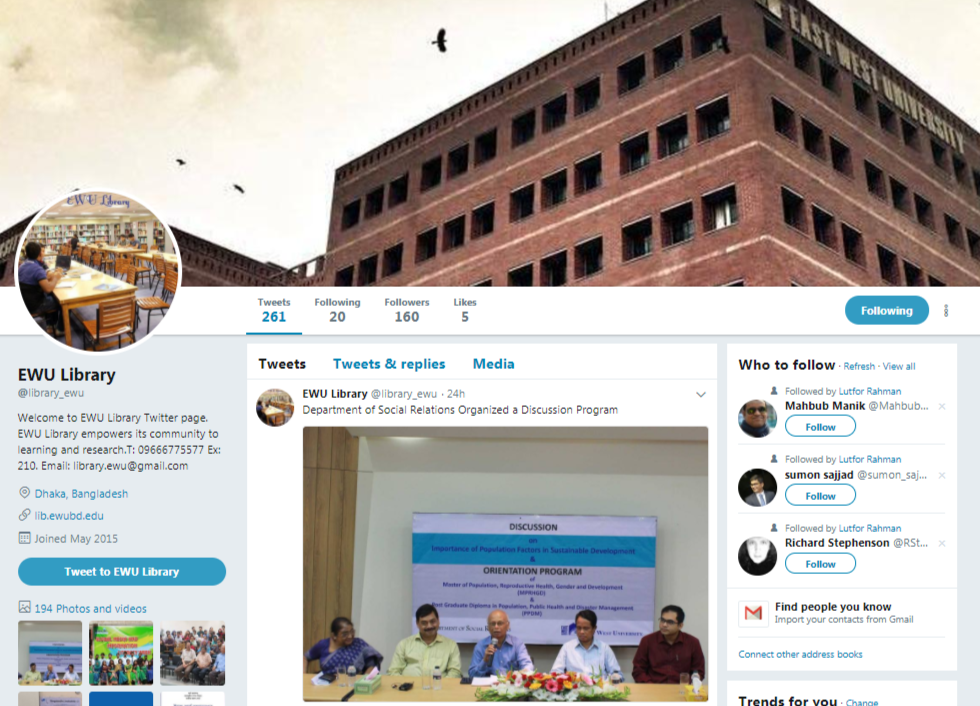 EAST WEST UNIVERSITY
EWU Library
Tweets
261
Following
20
Followers
160
Likes
5
Following
EWU Library
@library_ewu
Welcome to EWU Library Twitter page.
EWU Library empowers its community to
learning and research.T: 09666775577 Ex:
210. Email: library.ewu@gmail.com
Dhaka, Bangladesh
lib.ewubd.edu
Joined May 2015
Tweet to EWU Library
194 Photos and videos
Tweets Tweets & replies Media
EWU Library @library_ewu · 24h
Department of Social Relations Organized a Discussion Program
DISCUSSION
on
Importance of Population Factors in Sustainable Development
&
ORIENTATION PROGRAM
of
Master of Population, Reproductive Health, Gender and Development
(MPRHGD)
&
Post Graduate Diploma in Population, Public Health and Disaster Management
(PPDM)
DEPARTMENT OF SOCIAL
WEST UNIVERSITY
Who to follow · Refresh · View all
Followed by Lutfor Rahman
Mahbub Manik @Mahbub...
Follow
Followed by Lutfor Rahman
sumon sajjad @sumon_saj...
Follow
Followed by Lutfor Rahman
Richard Stephenson @RSt...
Follow
Find people you know
Import your contacts from Gmail
Connect other address books
Trends for you · Change